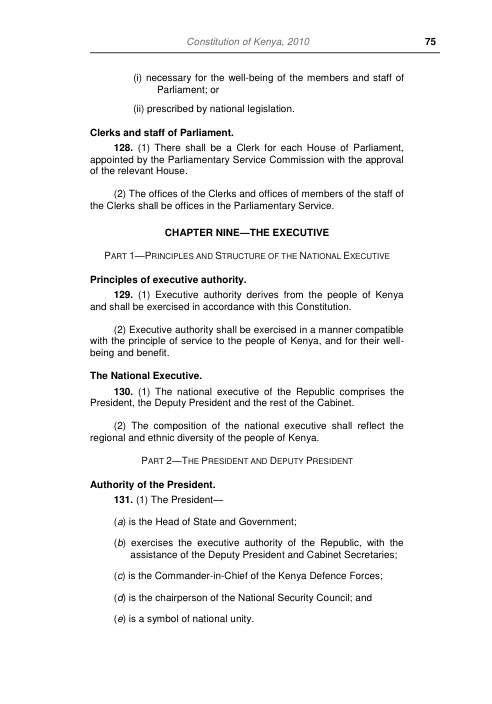 Constitution of Kenya, 2010 75
(i) necessary for the well-being of the members and staff of
Parliament; or
(ii) prescribed by national legislation.
Clerks and staff of Parliament.
128. (1) There shall be a Clerk for each House of Parliament,
appointed by the Parliamentary Service Commission with the approval
of the relevant House.
(2) The offices of the Clerks and offices of members of the staff of
the Clerks shall be offices in the Parliamentary Service.
CHAPTER NINE—THE EXECUTIVE
PART 1—PRINCIPLES AND STRUCTURE OF THE NATIONAL EXECUTIVE
Principles of executive authority.
129. (1) Executive authority derives from the people of Kenya
and shall be exercised in accordance with this Constitution.
(2) Executive authority shall be exercised in a manner compatible
with the principle of service to the people of Kenya, and for their well-
being and benefit.
The National Executive.
130. (1) The national executive of the Republic comprises the
President, the Deputy President and the rest of the Cabinet.
(2) The composition of the national executive shall reflect the
regional and ethnic diversity of the people of Kenya.
PART 2—THE PRESIDENT AND DEPUTY PRESIDENT
Authority of the President.
131. (1) The President—
(a) is the Head of State and Government;
(b) exercises the executive authority of the Republic, with the
assistance of the Deputy President and Cabinet Secretaries;
(c) is the Commander-in-Chief of the Kenya Defence Forces;
(d) is the chairperson of the National Security Council; and
(e) is a symbol of national unity.